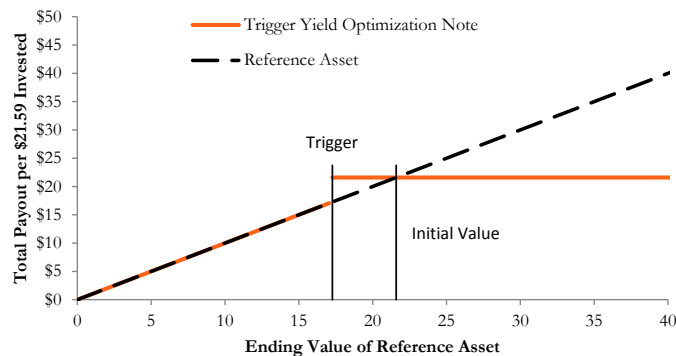 $50
$45
$40
$35
$30
$25
$20
$15
$10
$5
$0
Total Payout per $21.59 Invested
Trigger Yield Optimization Note
Reference Asset
Trigger
Initial Value
0 5 10 15 20 25 30 35 40
Ending Value of Reference Asset